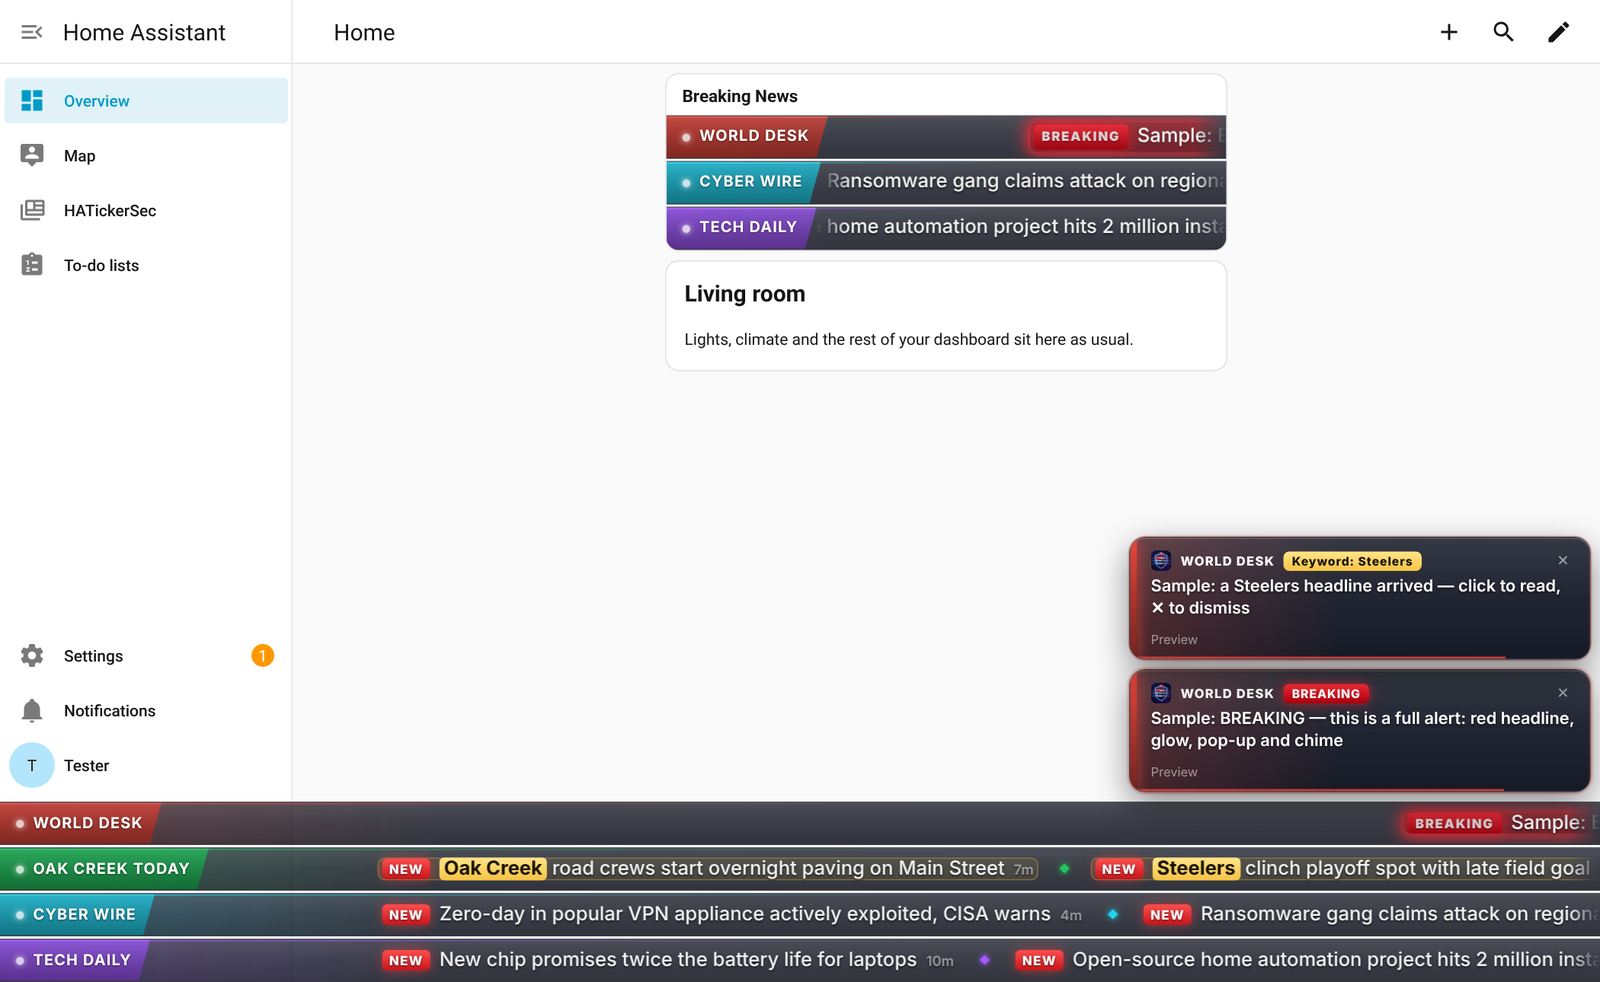 Home Assistant
Home
Overview
Map
HATickerSec
To-do lists
Settings
1
Notifications
T
Tester
Breaking News
WORLD DESK
BREAKING Sample:
CYBER WIRE
Ransomware gang claims attack on regiona
TECH DAILY
home automation project hits 2 million insta
Living room
Lights, climate and the rest of your dashboard sit here as usual.
WORLD DESK Keyword: Steelers ×
Sample: a Steelers headline arrived — click to read,
✕ to dismiss
Preview
WORLD DESK BREAKING ×
Sample: BREAKING — this is a full alert: red headline,
glow, pop-up and chime
Preview
WORLD DESK BREAKING Sample:
OAK CREEK TODAY NEW Oak Creek road crews start overnight paving on Main Street 7m ◆ NEW Steelers clinch playoff spot with late field goal
CYBER WIRE NEW Zero-day in popular VPN appliance actively exploited, CISA warns 4m ◆ NEW Ransomware gang claims attack on regiona
TECH DAILY NEW New chip promises twice the battery life for laptops 10m ◆ NEW Open-source home automation project hits 2 million insta